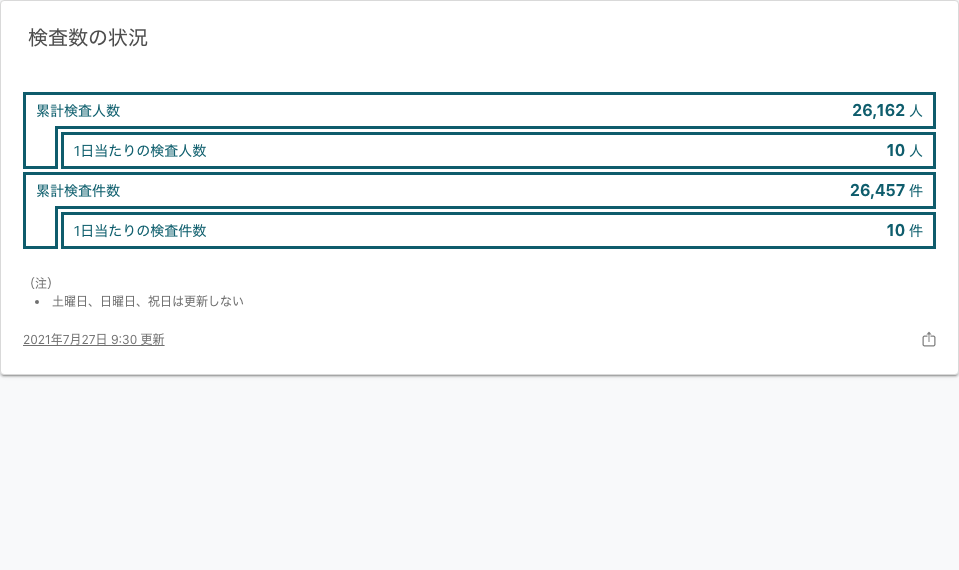 検査数の状況
累計検査人数 26,162 人
1日当たりの検査人数 10 人
累計検査件数 26,457 件
1日当たりの検査件数 10 件
（注）
• 土曜日、日曜日、祝日は更新しない
2021年7月27日 9:30 更新